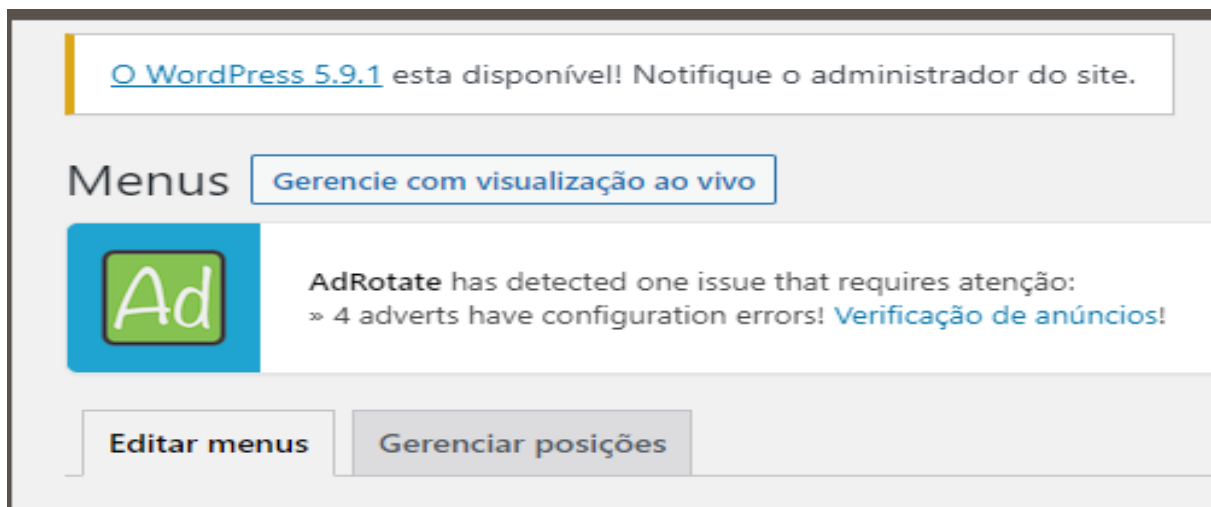 O WordPress 5.9.1 esta disponível! Notifique o administrador do site.
Menus Gerencie com visualização ao vivo
Ad
AdRotate has detected one issue that requires atenção:
» 4 adverts have configuration errors! Verificação de anúncios!
Editar menus Gerenciar posições